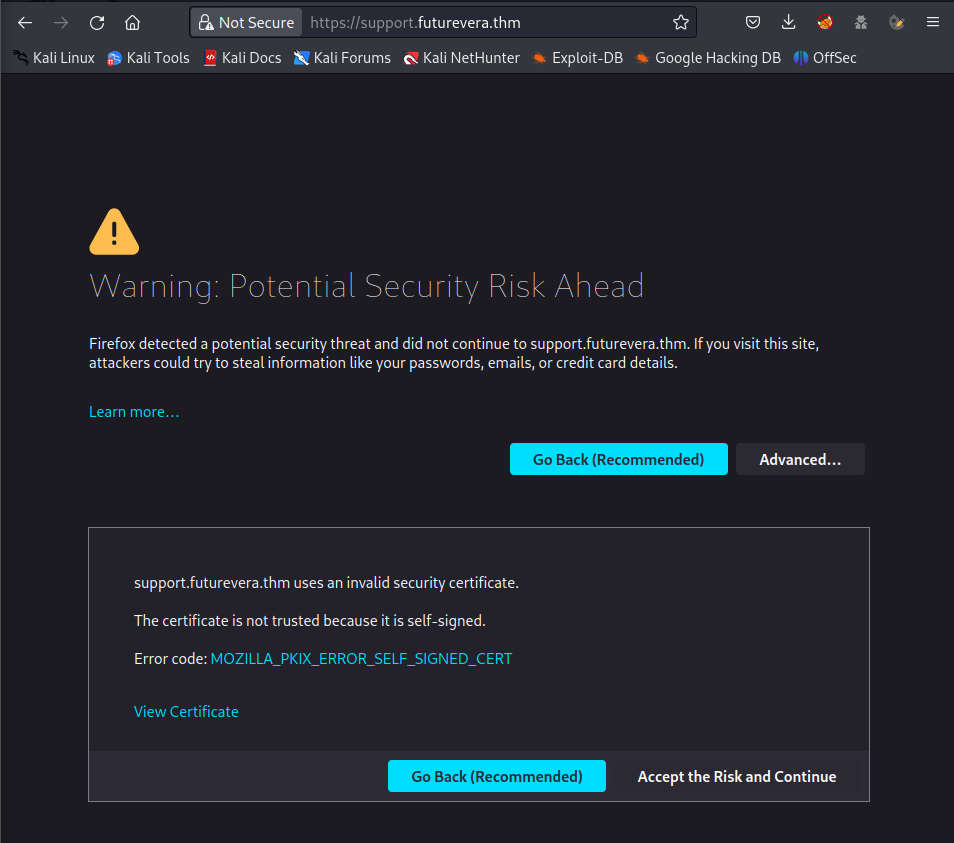 Not Secure https://support.futurevera.thm
Kali Linux Kali Tools Kali Docs Kali Forums Kali NetHunter Exploit-DB Google Hacking DB OffSec
Warning: Potential Security Risk Ahead
Firefox detected a potential security threat and did not continue to support.futurevera.thm. If you visit this site,
attackers could try to steal information like your passwords, emails, or credit card details.
Learn more…
Go Back (Recommended) Advanced…
support.futurevera.thm uses an invalid security certificate.
The certificate is not trusted because it is self-signed.
Error code: MOZILLA_PKIX_ERROR_SELF_SIGNED_CERT
View Certificate
Go Back (Recommended) Accept the Risk and Continue